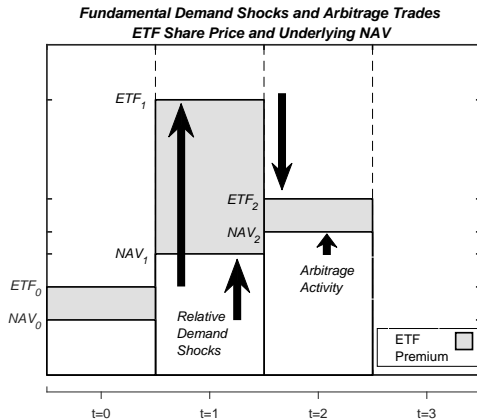 Fundamental Demand Shocks and Arbitrage Trades
ETF Share Price and Underlying NAV
ETF1
ETF2
NAV2
NAV1
Arbitrage
Activity
ETF0
NAV0
Relative
Demand
Shocks
ETF
Premium
t=0 t=1 t=2 t=3